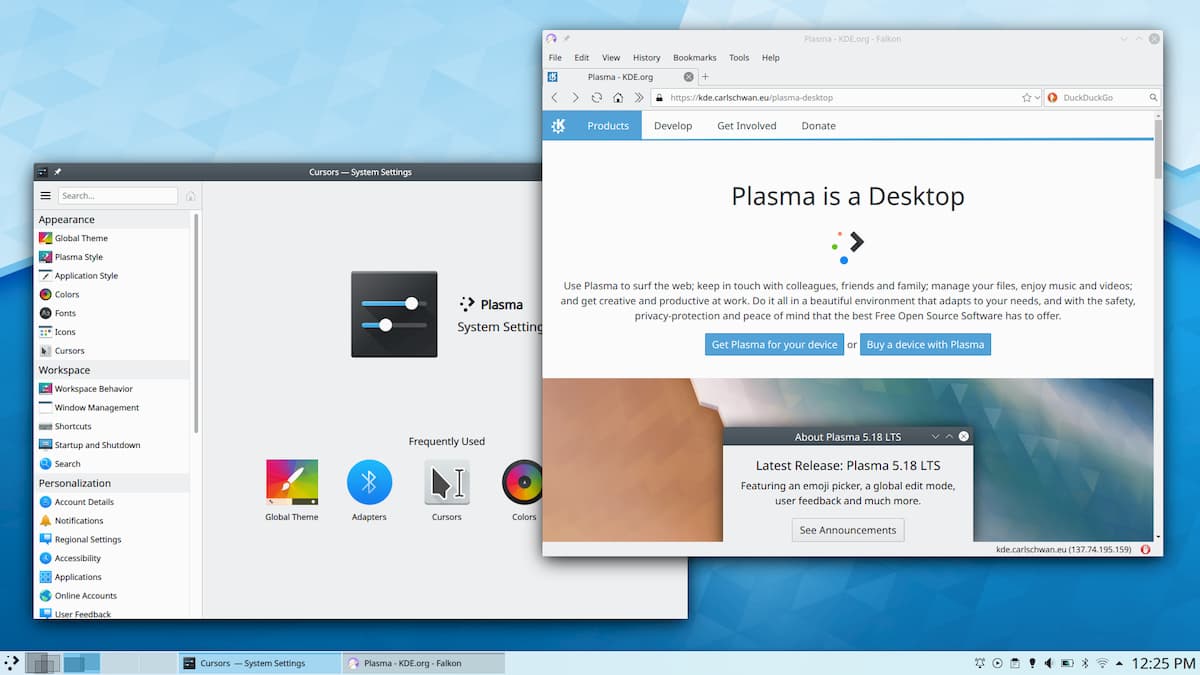 Plasma - KDE.org - Falkon
File Edit View History Bookmarks Tools Help
Plasma - KDE.org
https://kde.carlschwan.eu/plasma-desktop
DuckDuckGo
Products Develop Get Involved Donate
Plasma is a Desktop
Use Plasma to surf the web; keep in touch with colleagues, friends and family; manage your files, enjoy music and videos;
and get creative and productive at work. Do it all in a beautiful environment that adapts to your needs, and with the safety,
privacy-protection and peace of mind that the best Free Open Source Software has to offer.
Get Plasma for your device or Buy a device with Plasma
About Plasma 5.18 LTS
Latest Release: Plasma 5.18 LTS
Featuring an emoji picker, a global edit mode,
user feedback and much more.
See Announcements
kde.carlschwan.eu (137.74.195.159)
Cursors — System Settings
Search...
Appearance
Global Theme
Plasma Style
Application Style
Colors
Fonts
Icons
Cursors
Workspace
Workspace Behavior
Window Management
Shortcuts
Startup and Shutdown
Search
Personalization
Account Details
Notifications
Regional Settings
Accessibility
Applications
Online Accounts
User Feedback
Plasma
System Setting
Frequently Used
Global Theme
Adapters
Cursors
Colors
Cursors — System Settings
Plasma - KDE.org - Falkon
12:25 PM